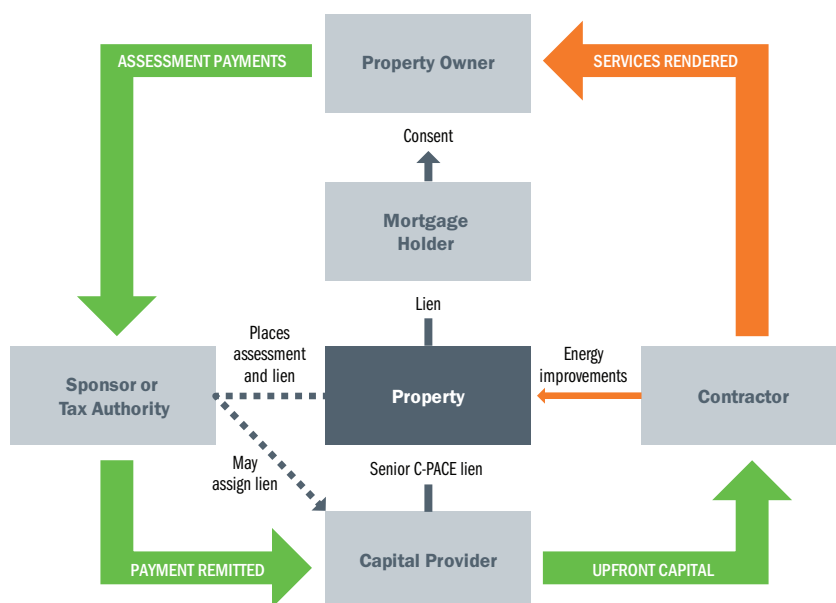 ASSESSMENT PAYMENTS
Property Owner
SERVICES RENDERED
Consent
Mortgage
Holder
Lien
Places
assessment
and lien
Energy
improvements
Sponsor or
Tax Authority
Property
Contractor
May
assign lien
Senior C-PACE lien
PAYMENT REMITTED
Capital Provider
UPFRONT CAPITAL